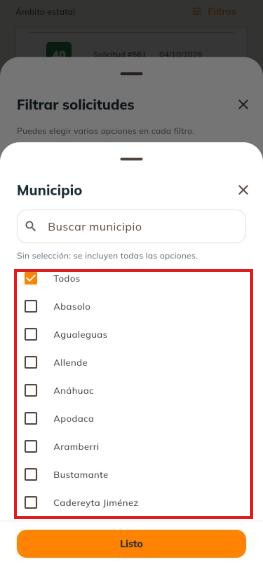 Ámbito estatal
Filtros
40
Solicitud #561
04/10/2026
Filtrar solicitudes
Puedes elegir varias opciones en cada filtro.
Municipio
Buscar municipio
Sin selección: se incluyen todas las opciones.
Todos
Abasolo
Agualeguas
Allende
Anáhuac
Apodaca
Aramberri
Bustamante
Cadereyta Jiménez
Listo